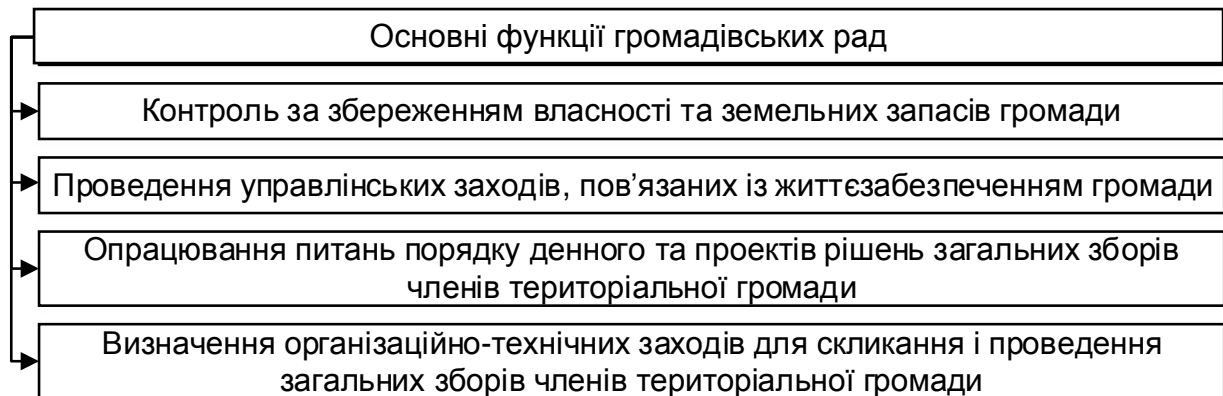 Основні функції громадівських рад
Контроль за збереженням власності та земельних запасів громади
Проведення управлінських заходів, пов’язаних із життєзабезпеченням громади
Опрацювання питань порядку денного та проектів рішень загальних зборів
членів територіальної громади
Визначення організаційно-технічних заходів для скликання і проведення
загальних зборів членів територіальної громади